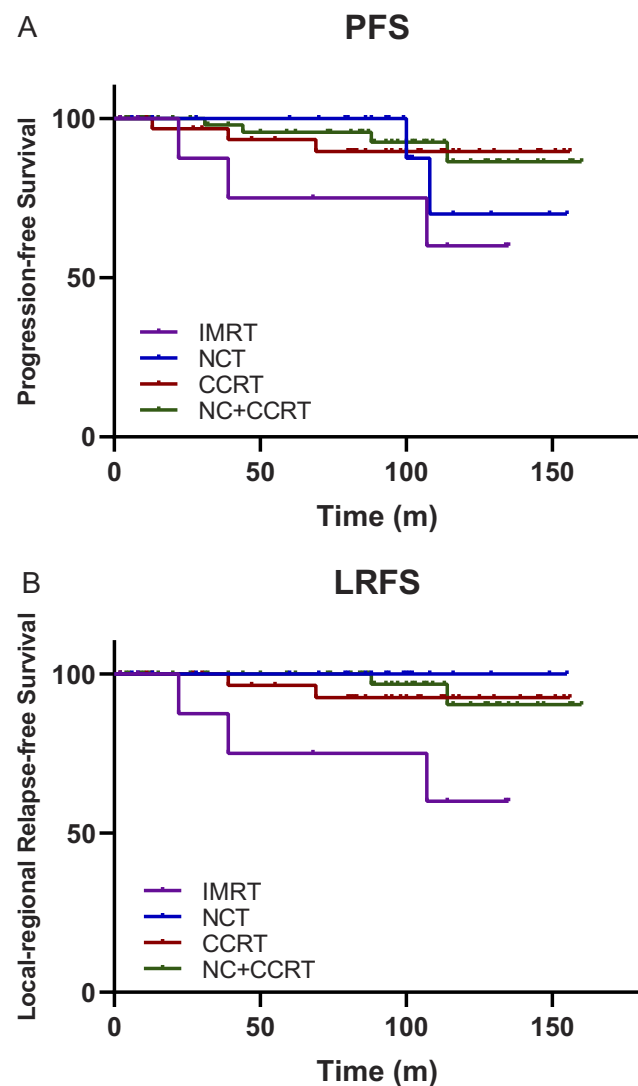 A
PFS
Progression-free Survival
100
50
0
IMRT
NCT
CCRT
NC+CCRT
0 50 100 150
Time (m)
B
LRFS
Local-regional Relapse-free Survival
100
50
0
IMRT
NCT
CCRT
NC+CCRT
0 50 100 150
Time (m)